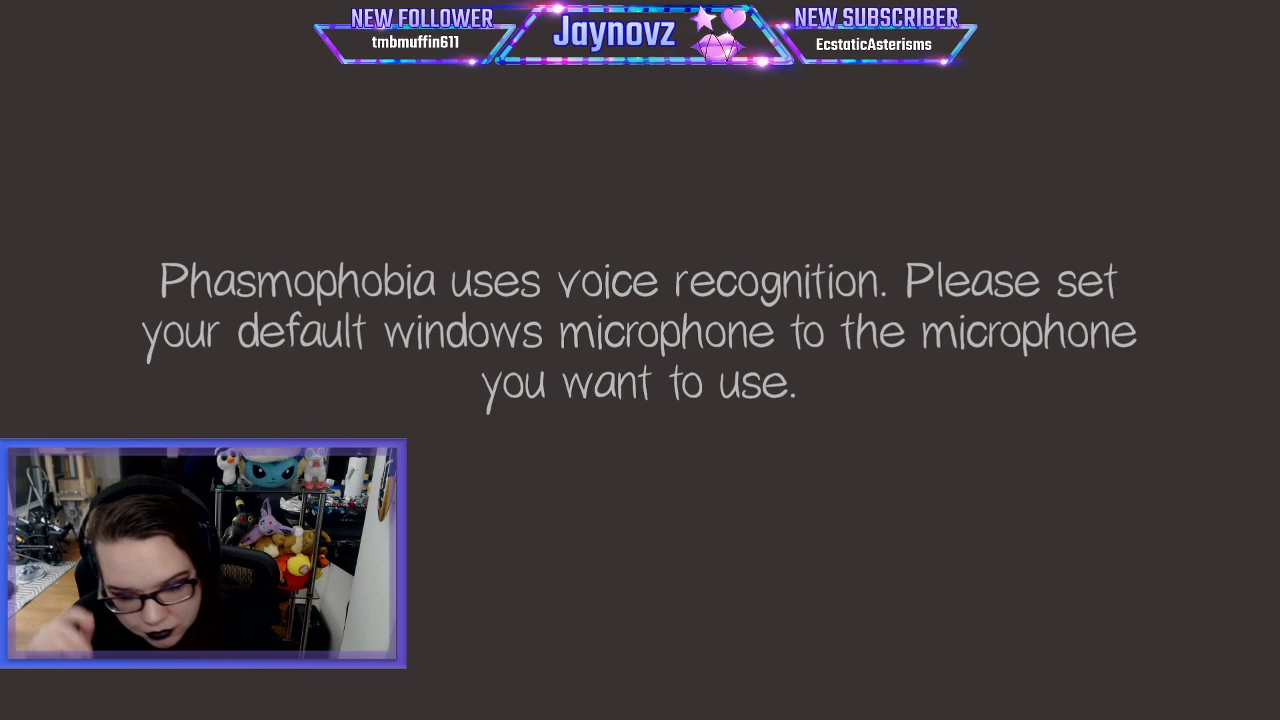 NEW FOLLOWER
tmbmuffin611
Jaynovz
NEW SUBSCRIBER
EcstaticAsterisms
Phasmophobia uses voice recognition. Please set
your default windows microphone to the microphone
you want to use.